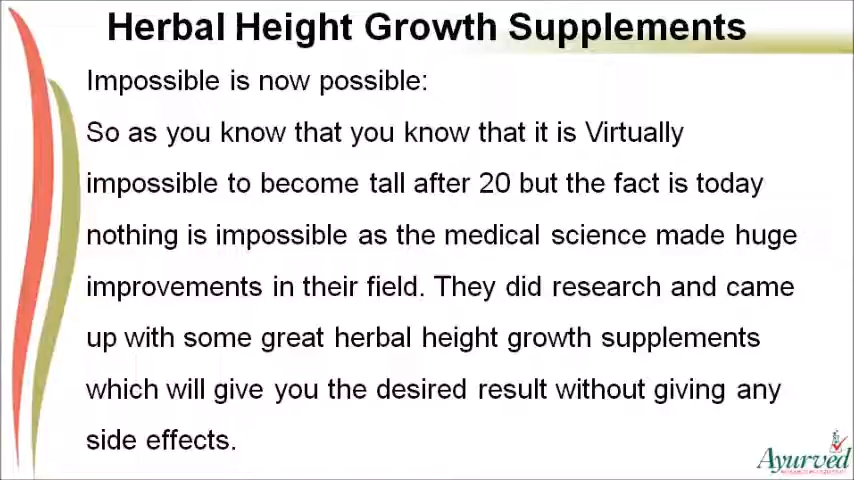 Herbal Height Growth Supplements
Impossible is now possible:
So as you know that you know that it is Virtually
impossible to become tall after 20 but the fact is today
nothing is impossible as the medical science made huge
improvements in their field. They did research and came
up with some great herbal height growth supplements
which will give you the desired result without giving any
side effects.
Ayurved